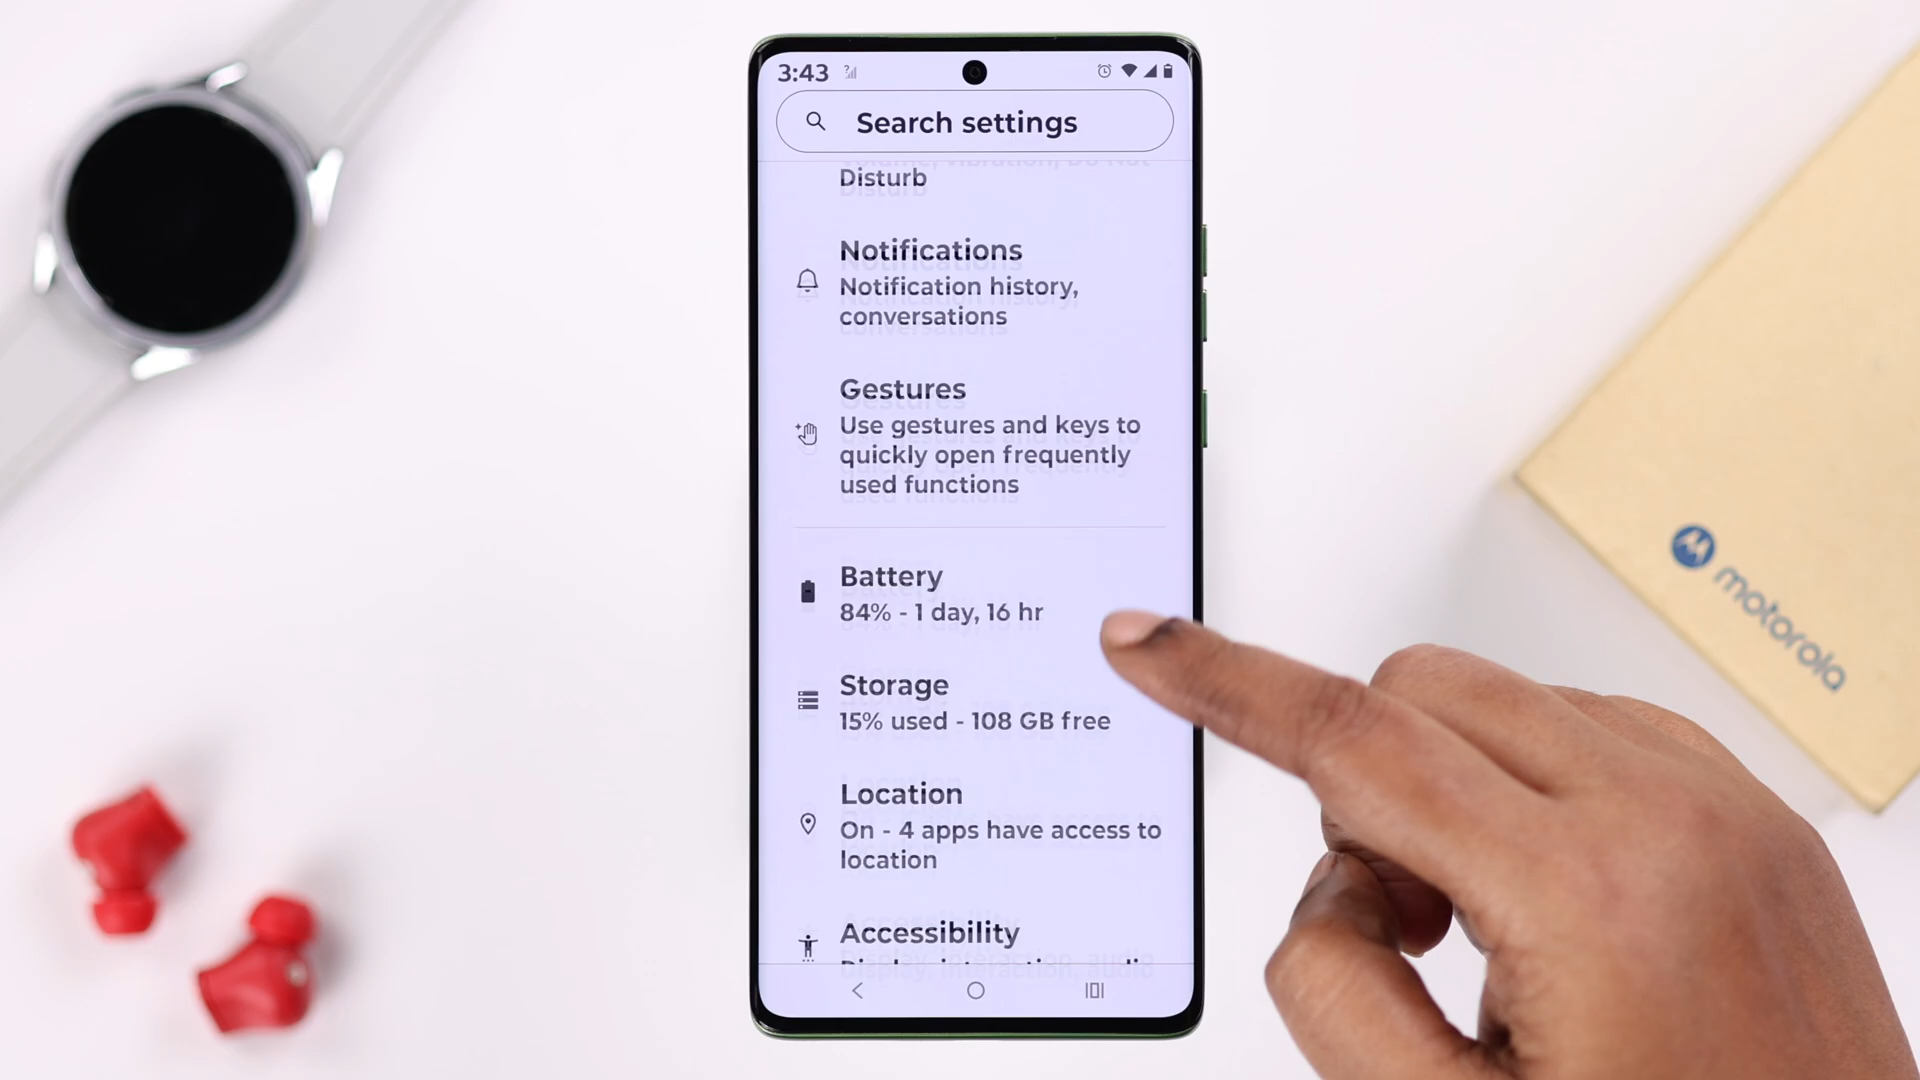 3:43
Search settings
Disturb
Notifications
Notification history,
conversations
Gestures
Use gestures and keys to
quickly open frequently
used functions
Battery
84% - 1 day, 16 hr
Storage
15% used - 108 GB free
Location
On - 4 apps have access to
location
Accessibility
motorola